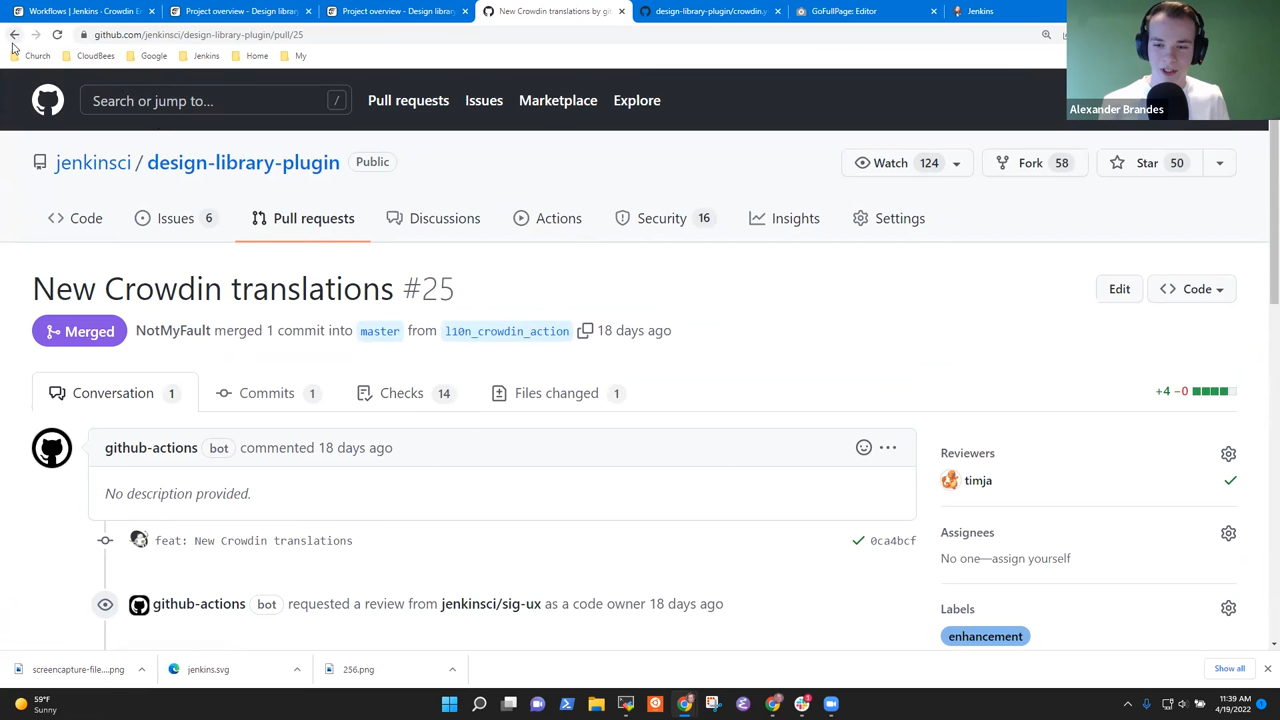 Workflows | Jenkins - Crowdin E
Project overview - Design librar
Project overview - Design librar
New Crowdin translations by git
design-library-plugin/crowdin.y
GoFullPage: Editor
Jenkins
github.com/jenkinsci/design-library-plugin/pull/25
Church
CloudBees
Google
Jenkins
Home
My
Alexander Brandes
Search or jump to...
/
Pull requests
Issues
Marketplace
Explore
jenkinsci / design-library-plugin
Public
Watch 124
Fork 58
Star 50
Code
Issues 6
Pull requests
Discussions
Actions
Security 16
Insights
Settings
New Crowdin translations #25
Edit
Code
Merged
NotMyFault merged 1 commit into master from l10n_crowdin_action 18 days ago
Conversation 1
Commits 1
Checks 14
Files changed 1
+4 −0
github-actions bot commented 18 days ago
No description provided.
Reviewers
timja
feat: New Crowdin translations
0ca4bcf
Assignees
No one—assign yourself
github-actions bot requested a review from jenkinsci/sig-ux as a code owner 18 days ago
Labels
enhancement
screencapture-file....png
jenkins.svg
256.png
Show all
59°F
Sunny
11:39 AM
4/19/2022